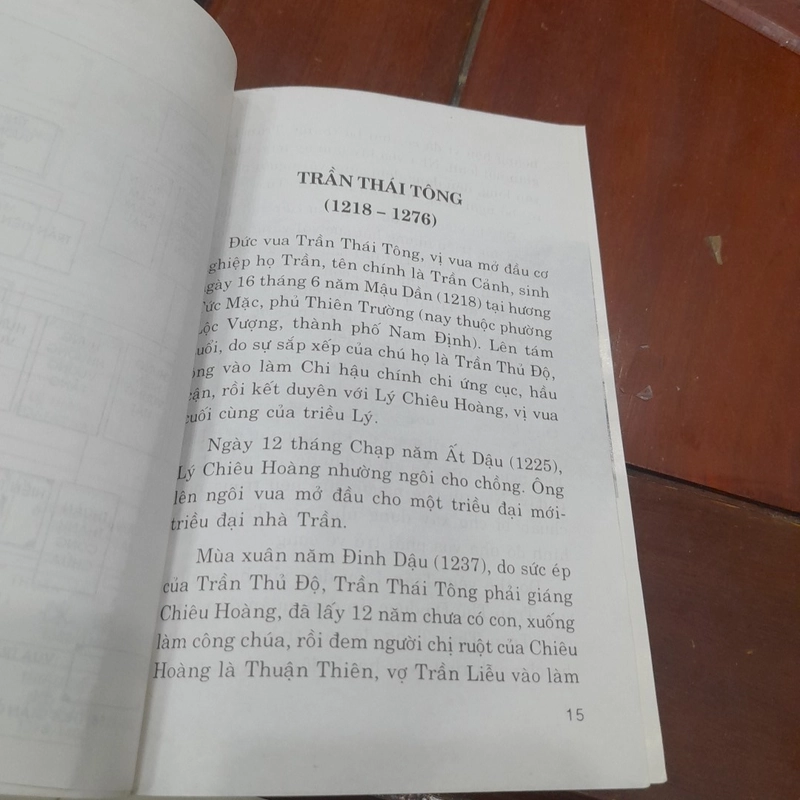 TRẦN THÁI TÔNG
(1218 – 1276)
Đức vua Trần Thái Tông, vị vua mở đầu cơ
nghiệp họ Trần, tên chính là Trần Cảnh, sinh
ngày 16 tháng 6 năm Mậu Dần (1218) tại hương
Tức Mặc, phủ Thiên Trường (nay thuộc phường
Lộc Vượng, thành phố Nam Định). Lên tám
tuổi, do sự sắp xếp của chú họ là Trần Thủ Độ,
ông vào làm Chi hậu chính chi ứng cục, hầu
cận, rồi kết duyên với Lý Chiêu Hoàng, vị vua
cuối cùng của triều Lý.
Ngày 12 tháng Chạp năm Ất Dậu (1225),
Lý Chiêu Hoàng nhường ngôi cho chồng. Ông
lên ngôi vua mở đầu cho một triều đại mới-
triều đại nhà Trần.
Mùa xuân năm Đinh Dậu (1237), do sức ép
của Trần Thủ Độ, Trần Thái Tông phải giáng
Chiêu Hoàng, đã lấy 12 năm chưa có con, xuống
làm công chúa, rồi đem người chị ruột của Chiêu
Hoàng là Thuận Thiên, vợ Trần Liễu vào làm
15